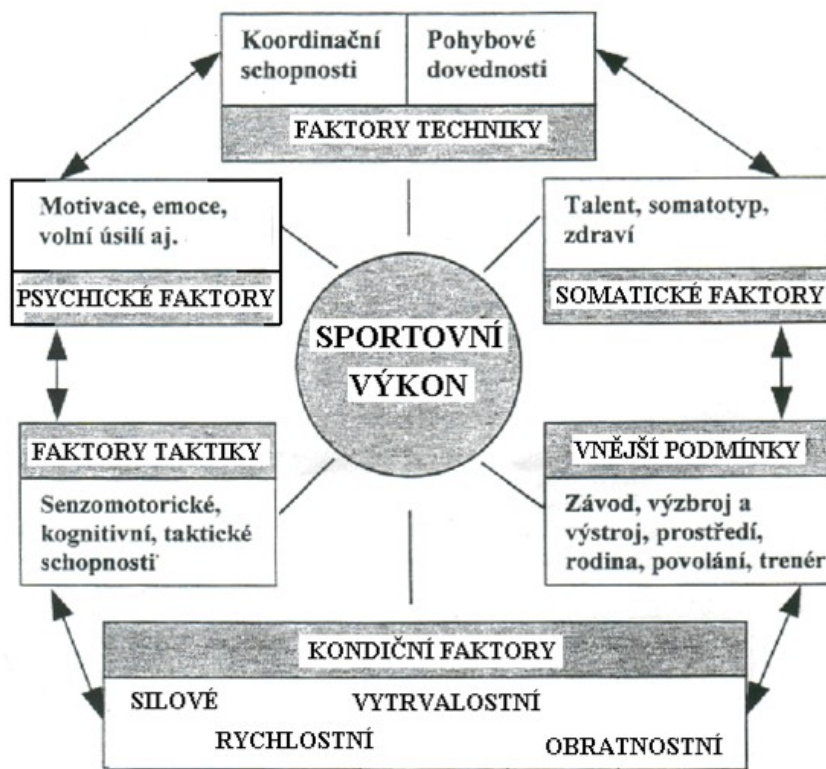 Koordinační
schopnosti
Pohybové
dovednosti
FAKTORY TECHNIKY
Motivace, emoce,
volní úsilí aj.
PSYCHICKÉ FAKTORY
Talent, somatotyp,
zdraví
SOMATICKÉ FAKTORY
SPORTOVNÍ
VÝKON
FAKTORY TAKTIKY
Senzomotorické,
kognitivní, taktické
schopnosti
VNĚJŠÍ PODMÍNKY
Závod, výzbroj a
výstroj, prostředí,
rodina, povolání, trenér
KONDIČNÍ FAKTORY
SILOVÉ
VYTRVALOSTNÍ
RYCHLOSTNÍ
OBRATNOSTNÍ